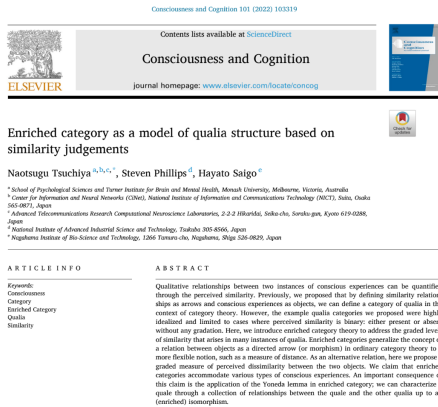 Consciousness and Cognition 101 (2022) 103319
Contents lists available at ScienceDirect
Consciousness and Cognition
ELSEVIER
journal homepage: www.elsevier.com/locate/concog
Check for
updates
Enriched category as a model of qualia structure based on
similarity judgements
Naotsugu Tsuchiya a,b,c,*, Steven Phillips d, Hayato Saigo e
a School of Psychological Sciences and Turner Institute for Brain and Mental Health, Monash University, Melbourne, Victoria, Australia
b Center for Information and Neural Networks (CiNet), National Institute of Information and Communications Technology (NICT), Suita, Osaka
565-0871, Japan
c Advanced Telecommunications Research Computational Neuroscience Laboratories, 2-2-2 Hikaridai, Seika-cho, Soraku-gun, Kyoto 619-0288,
Japan
d National Institute of Advanced Industrial Science and Technology, Tsukuba 305-8566, Japan
e Nagahama Institute of Bio-Science and Technology, 1266 Tamura-cho, Nagahama, Shiga 526-0829, Japan
ARTICLE INFO
Keywords:
Consciousness
Category
Enriched Category
Qualia
Similarity
ABSTRACT
Qualitative relationships between two instances of conscious experiences can be quantifie
through the perceived similarity. Previously, we proposed that by defining similarity relation
ships as arrows and conscious experiences as objects, we can define a category of qualia in th
context of category theory. However, the example qualia categories we proposed were highl
idealized and limited to cases where perceived similarity is binary: either present or absen
without any gradation. Here, we introduce enriched category theory to address the graded leve
of similarity that arises in many instances of qualia. Enriched categories generalize the concept o
a relation between objects as a directed arrow (or morphism) in ordinary category theory to
more flexible notion, such as a measure of distance. As an alternative relation, here we propose
graded measure of perceived dissimilarity between the two objects. We claim that enriche
categories accommodate various types of conscious experiences. An important consequence o
this claim is the application of the Yoneda lemma in enriched category; we can characterize
quale through a collection of relationships between the quale and the other qualia up to a
(enriched) isomorphism.